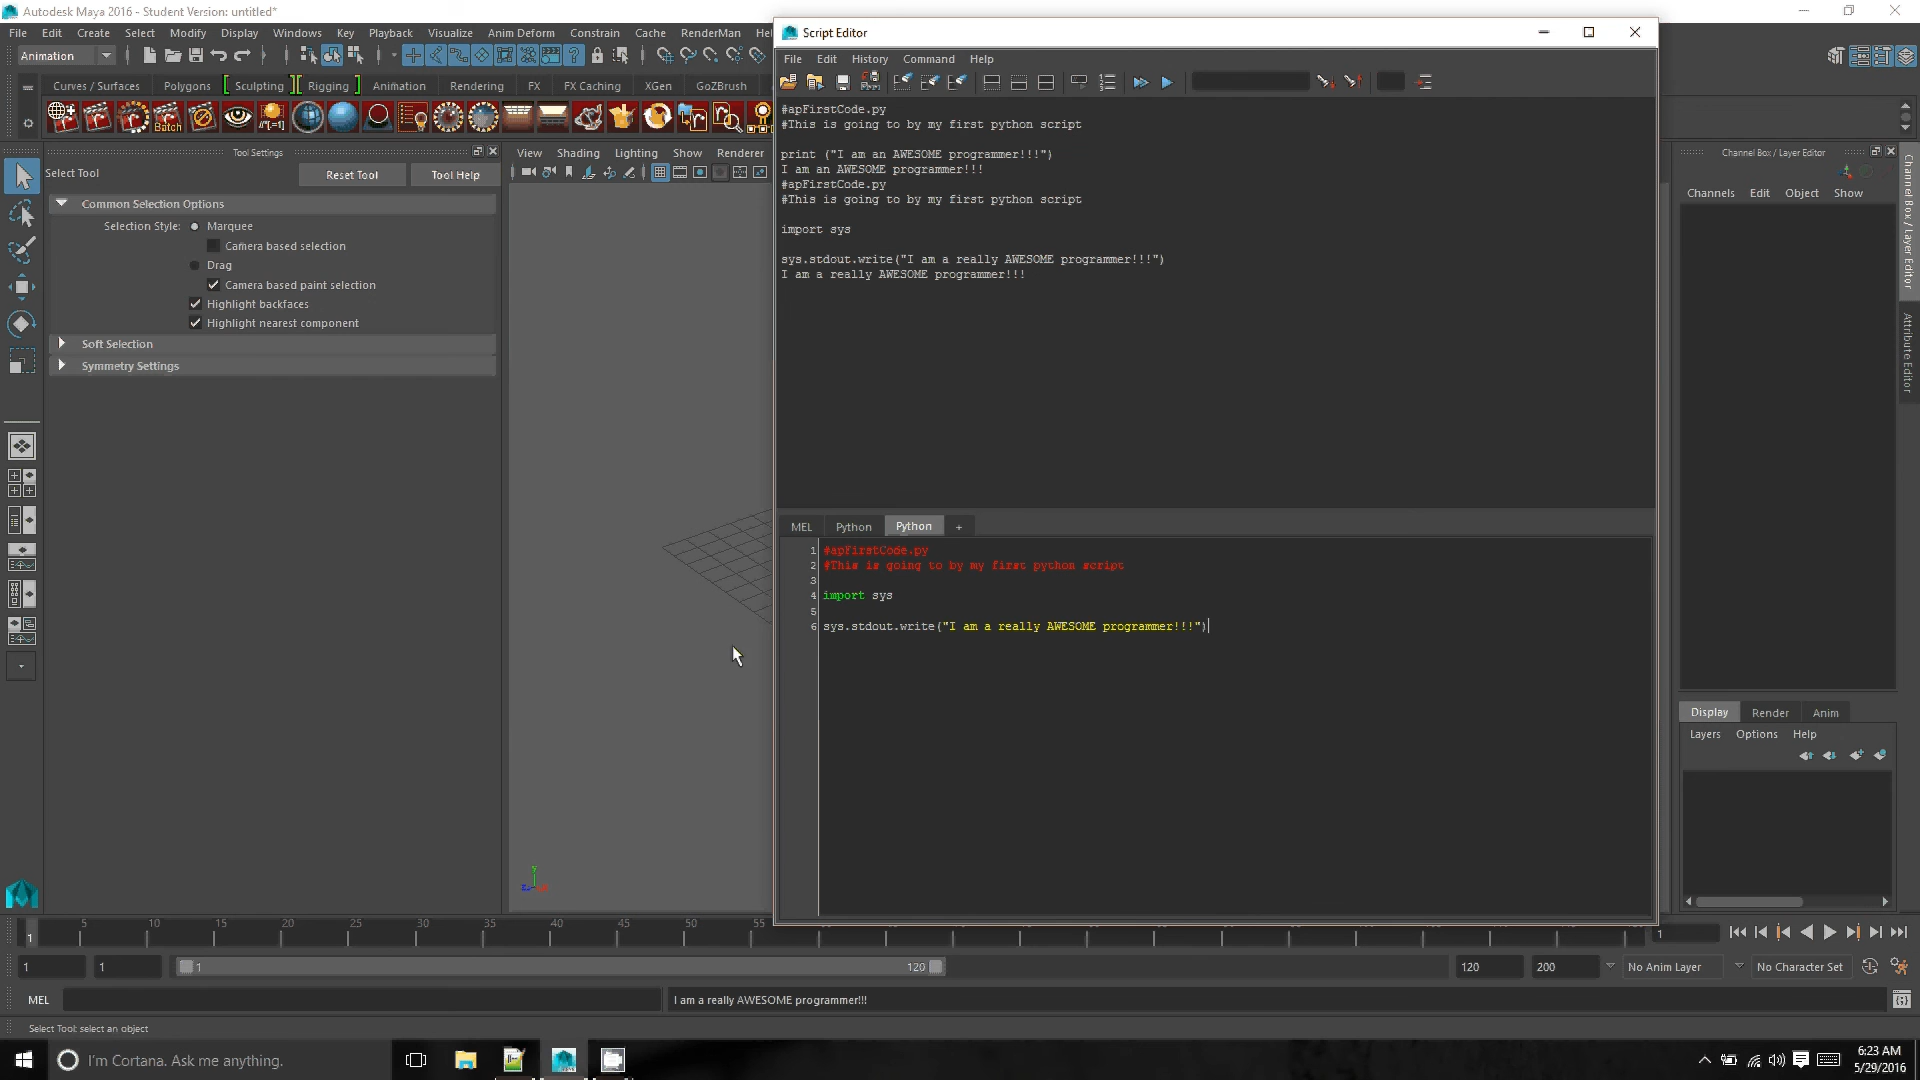 Autodesk Maya 2016 - Student Version: untitled*
File Edit Create Select Modify Display Windows Key Playback Visualize Anim Deform Constrain Cache RenderMan
Animation
Curves / Surfaces Polygons Sculpting Rigging Animation Rendering FX FX Caching XGen GoZBrush
Batch
Tool Settings
Select Tool Reset Tool Tool Help
Common Selection Options
Selection Style: Marquee
Camera based selection
Drag
Camera based paint selection
Highlight backfaces
Highlight nearest component
Soft Selection
Symmetry Settings
View Shading Lighting Show Renderer
Script Editor
File Edit History Command Help
#apFirstCode.py
#This is going to by my first python script
print ("I am an AWESOME programmer!!!")
I am an AWESOME programmer!!!
#apFirstCode.py
#This is going to by my first python script
import sys
sys.stdout.write("I am a really AWESOME programmer!!!")
I am a really AWESOME programmer!!!
MEL Python Python +
1 #apFirstCode.py
2 #This is going to by my first python script
3
4 import sys
5
6 sys.stdout.write("I am a really AWESOME programmer!!!")
Channel Box / Layer Editor
Channels Edit Object Show
Channel Box / Layer Editor
Attribute Editor
Display Render Anim
Layers Options Help
1 5 10 15 20 25 30 35 40 45 50 55
1
1 1 1 120 120 200 No Anim Layer No Character Set
MEL I am a really AWESOME programmer!!!
Select Tool: select an object
I'm Cortana. Ask me anything.
6:23 AM
5/29/2016